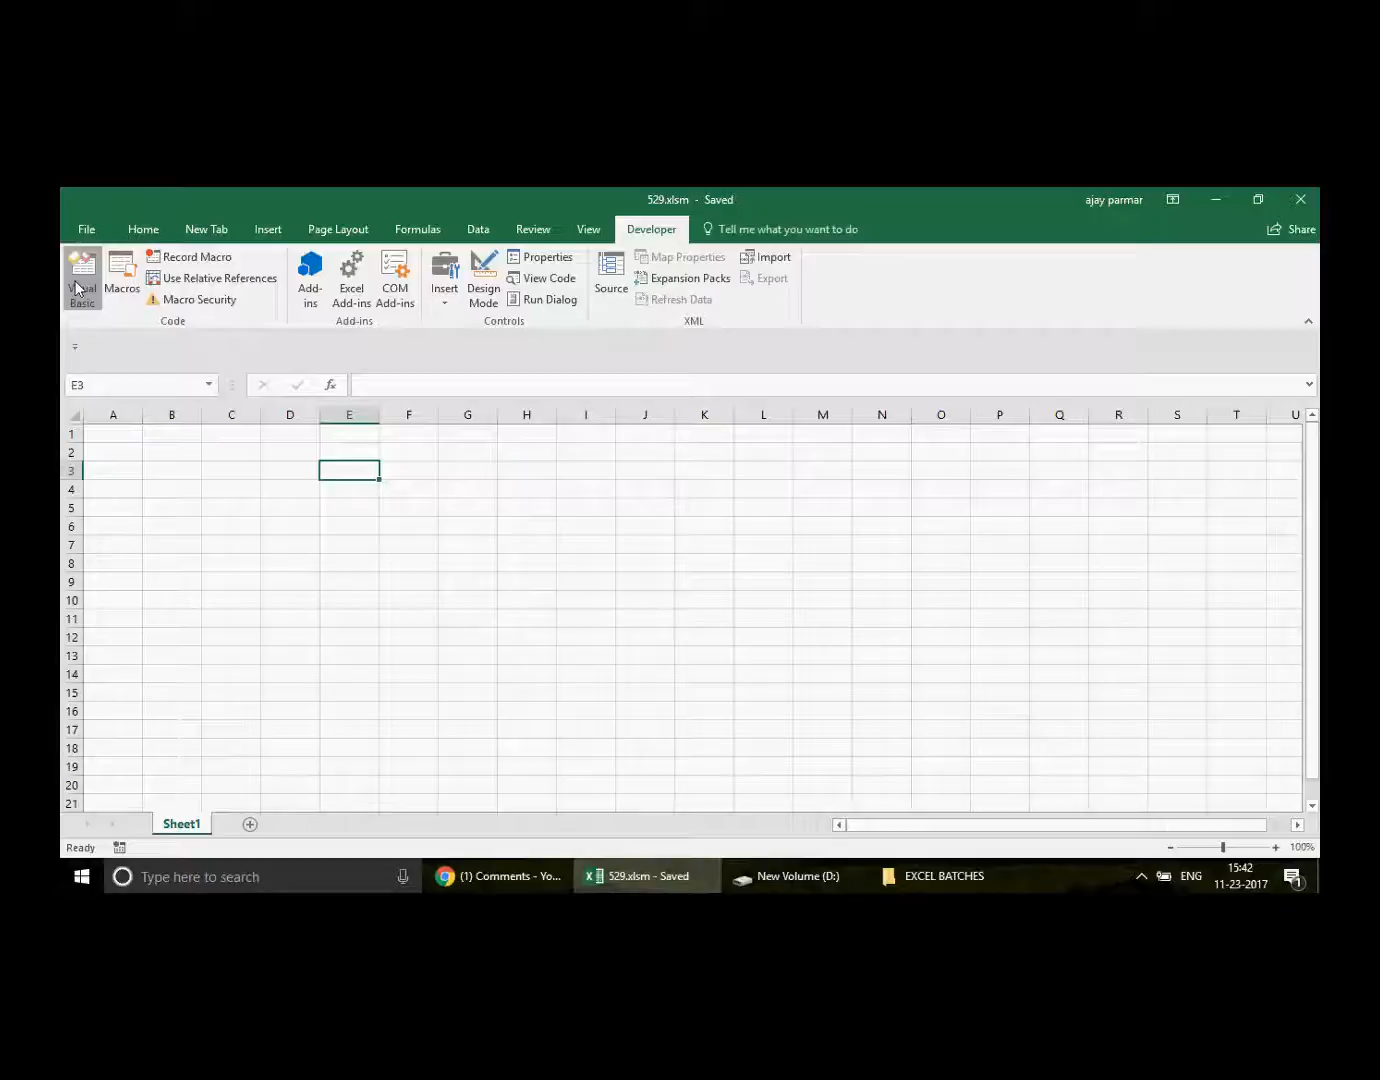 529.xlsm - Saved
ajay parmar
File Home New Tab Insert Page Layout Formulas Data Review View Developer Tell me what you want to do Share
Visual Basic
Macros
Record Macro
Use Relative References
Macro Security
Code
Add-ins
Excel Add-ins
COM Add-ins
Add-ins
Insert
Design Mode
Properties
View Code
Run Dialog
Controls
Source
Map Properties
Expansion Packs
Refresh Data
Import
Export
XML
E3
fx
A B C D E F G H I J K L M N O P Q R S T U
1
2
3
4
5
6
7
8
9
10
11
12
13
14
15
16
17
18
19
20
21
Sheet1
Ready
100%
Type here to search
(1) Comments - Yo...
529.xlsm - Saved
New Volume (D:)
EXCEL BATCHES
ENG
15:42
11-23-2017
1